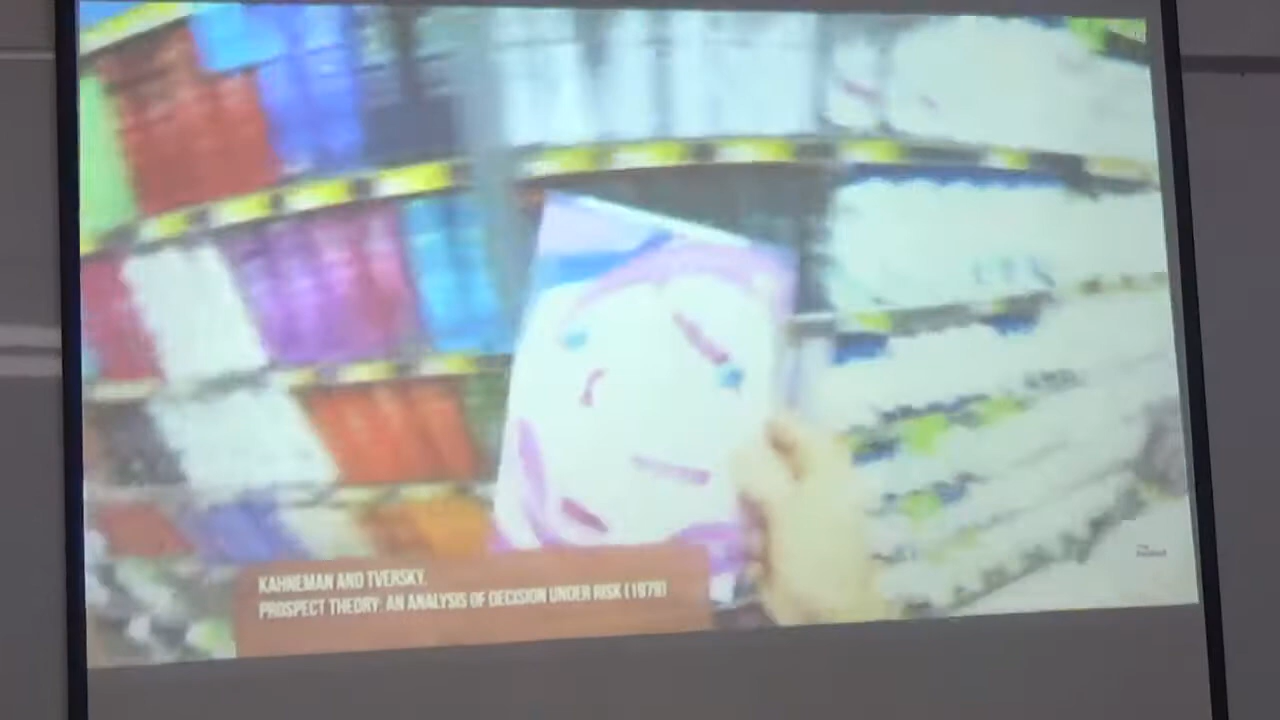 KAHNEMAN AND TVERSKY.
PROSPECT THEORY: AN ANALYSIS OF DECISION UNDER RISK (1979)